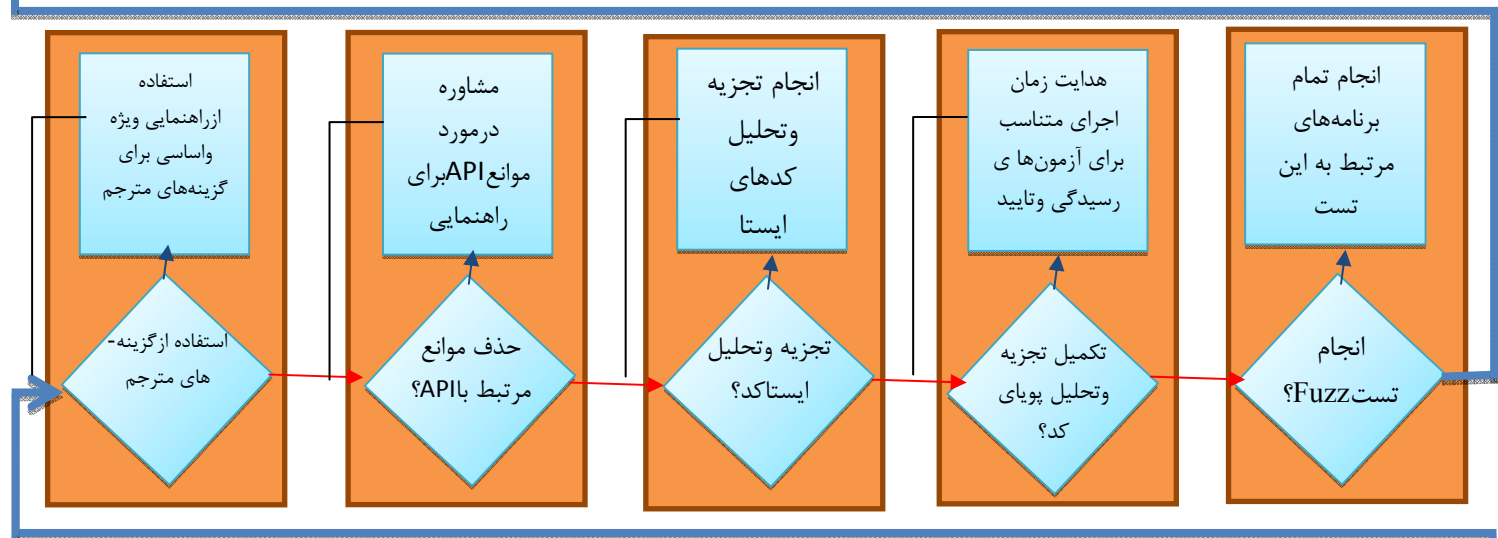 استفاده
ازراهنمایی ویژه
واساسی برای
گزینه‌های مترجم
استفاده ازگزینه-
های مترجم
مشاوره
درمورد
موانعAPIبرای
راهنمایی
حذف موانع
مرتبط باAPI؟
انجام تجزیه
وتحلیل
کدهای
ایستا
تجزیه وتحلیل
ایستاکد؟
هدایت زمان
اجرای متناسب
برای آزمون‌ها ی
رسیدگی وتایید
تکمیل تجزیه
وتحلیل پویای
کد؟
انجام تمام
برنامه‌های
مرتبط به این
تست
انجام
تستFuzz؟